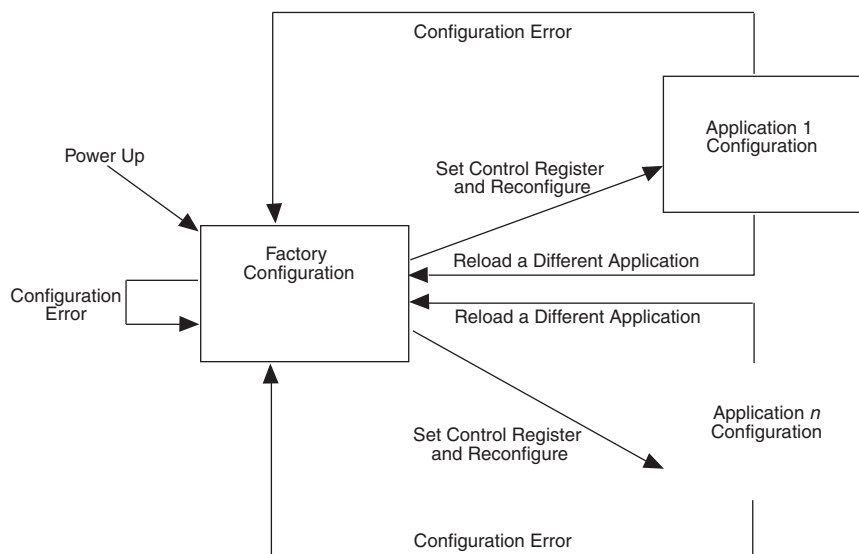 Configuration Error
Application 1
Configuration
Power Up
Set Control Register
and Reconfigure
Factory
Configuration
Reload a Different Application
Configuration
Error
Reload a Different Application
Application n
Configuration
Set Control Register
and Reconfigure
Configuration Error